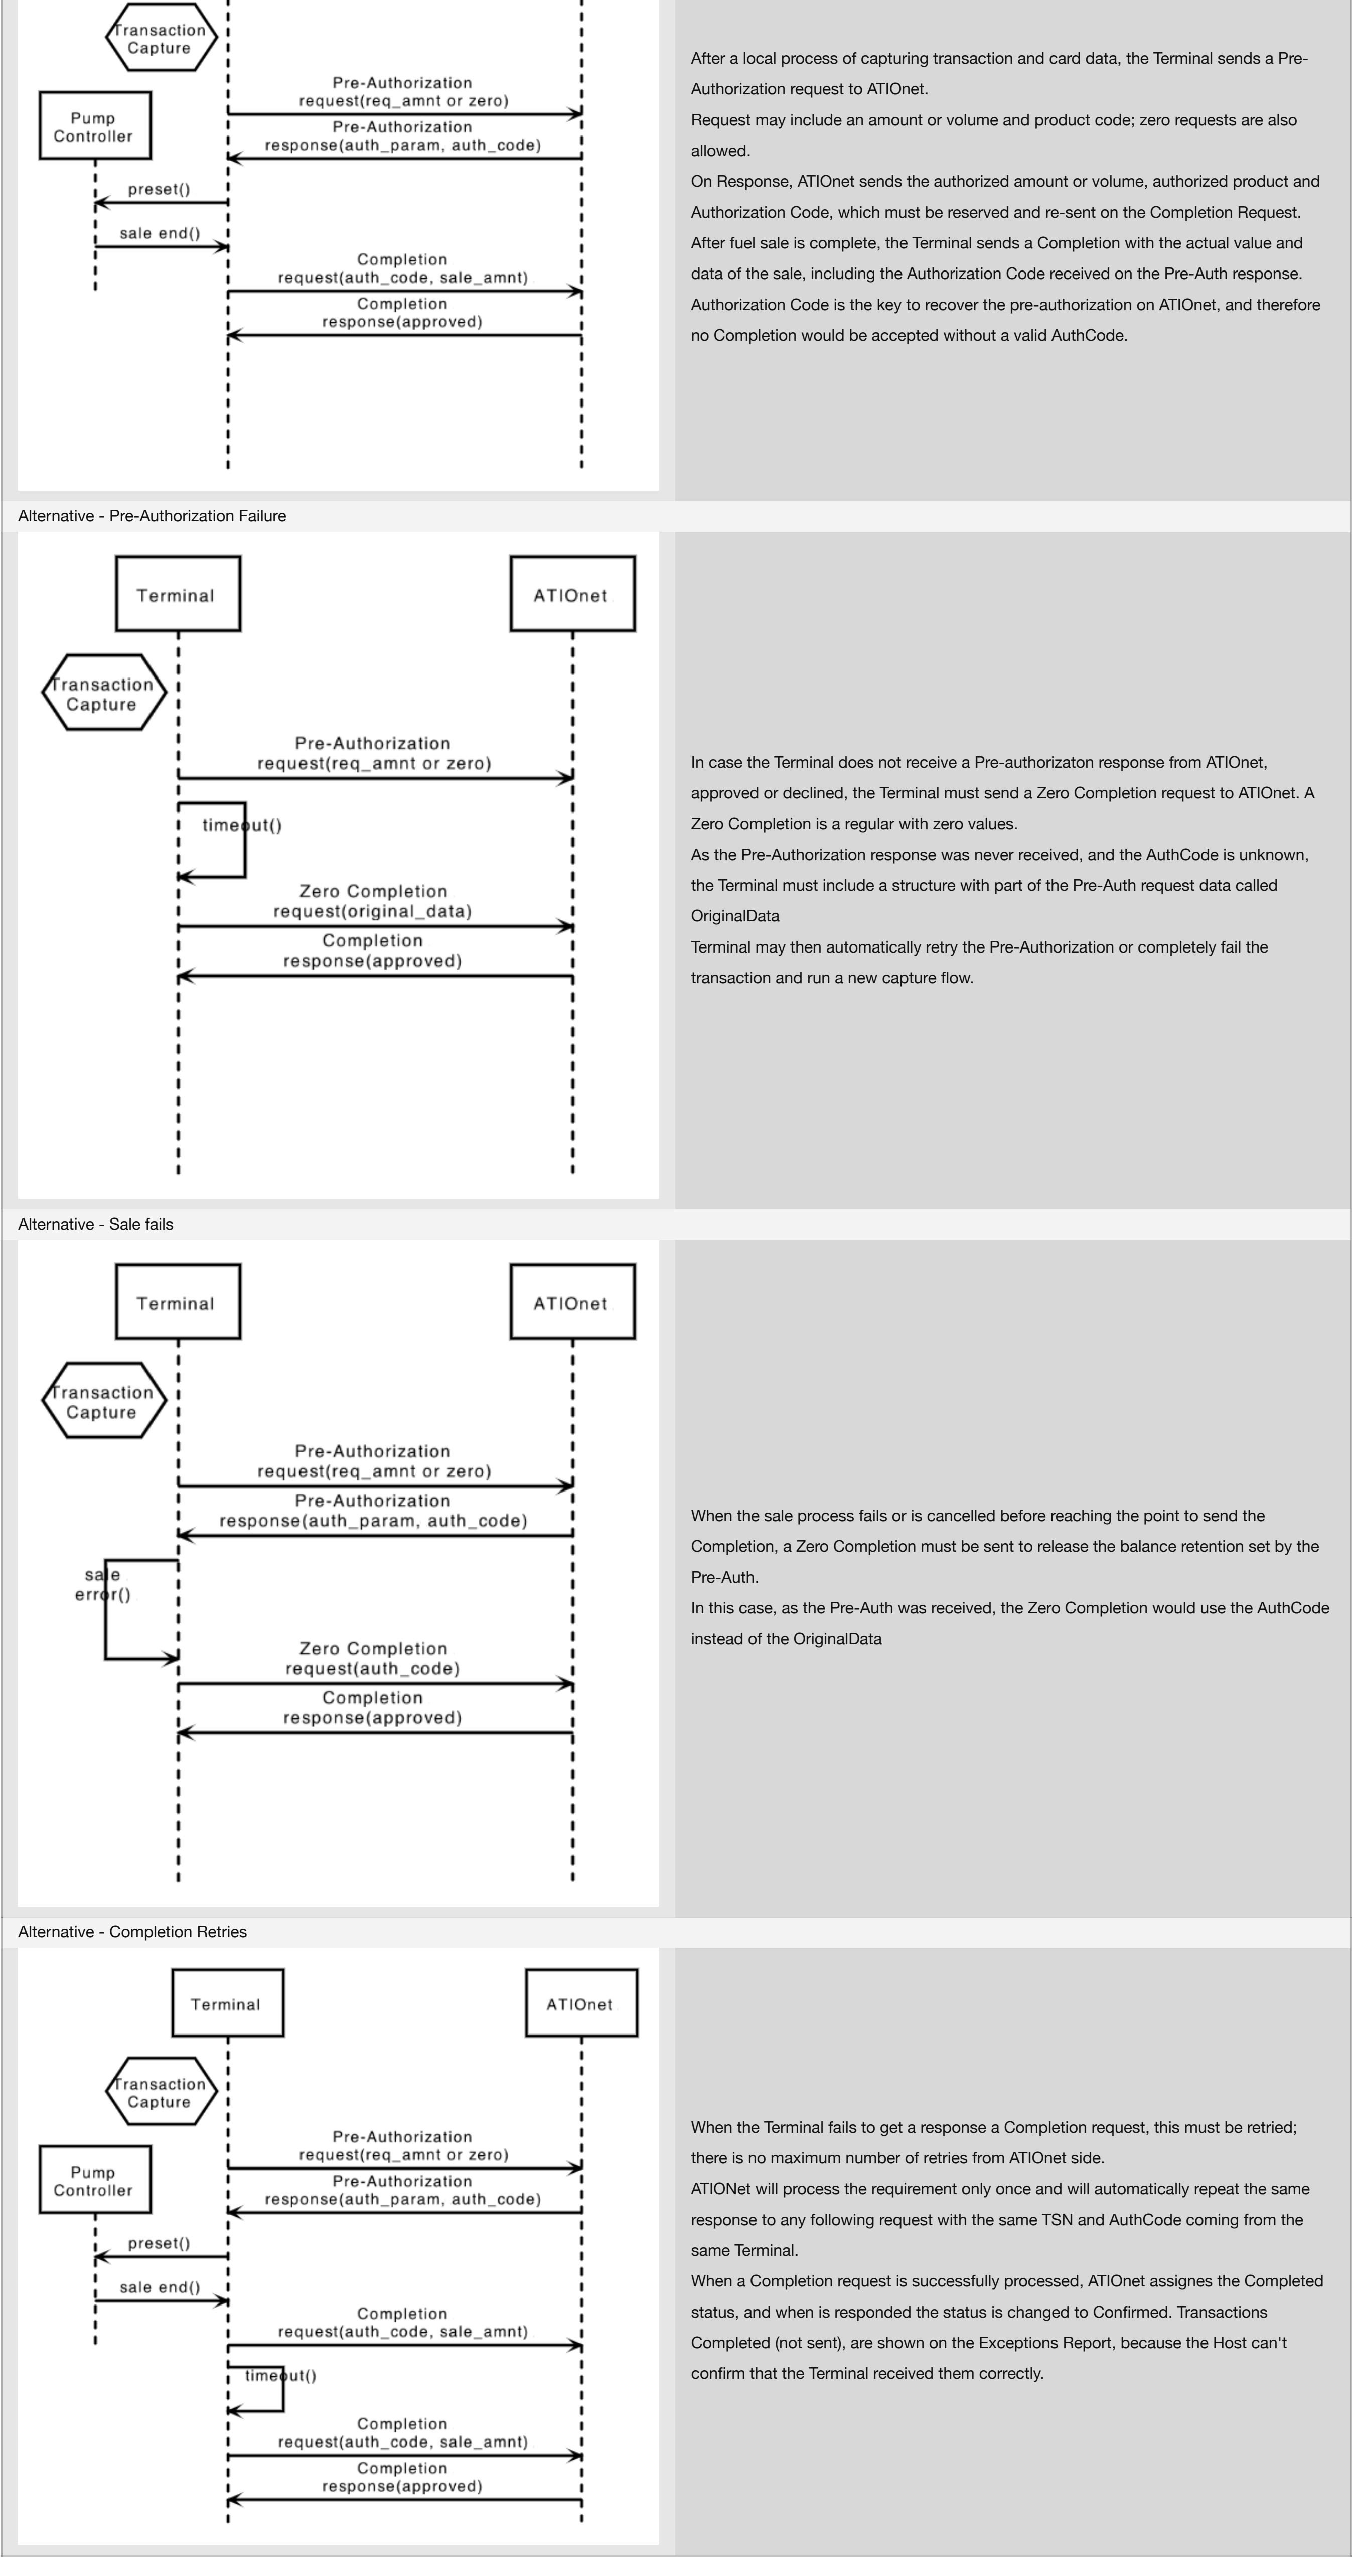 Transaction
Capture
Pre-Authorization
request(req_amnt or zero)
Pump
Controller
Pre-Authorization
response(auth_param, auth_code)
preset()
sale end()
Completion
request(auth_code, sale_amnt)
Completion
response(approved)
After a local process of capturing transaction and card data, the Terminal sends a Pre-
Authorization request to ATIOnet.
Request may include an amount or volume and product code; zero requests are also
allowed.
On Response, ATIOnet sends the authorized amount or volume, authorized product and
Authorization Code, which must be reserved and re-sent on the Completion Request.
After fuel sale is complete, the Terminal sends a Completion with the actual value and
data of the sale, including the Authorization Code received on the Pre-Auth response.
Authorization Code is the key to recover the pre-authorization on ATIOnet, and therefore
no Completion would be accepted without a valid AuthCode.
Alternative - Pre-Authorization Failure
Terminal
ATIOnet
Transaction
Capture
Pre-Authorization
request(req_amnt or zero)
timeout()
Zero Completion
request(original_data)
Completion
response(approved)
In case the Terminal does not receive a Pre-authorizaton response from ATIOnet,
approved or declined, the Terminal must send a Zero Completion request to ATIOnet. A
Zero Completion is a regular with zero values.
As the Pre-Authorization response was never received, and the AuthCode is unknown,
the Terminal must include a structure with part of the Pre-Auth request data called
OriginalData
Terminal may then automatically retry the Pre-Authorization or completely fail the
transaction and run a new capture flow.
Alternative - Sale fails
Terminal
ATIOnet
Transaction
Capture
Pre-Authorization
request(req_amnt or zero)
Pre-Authorization
response(auth_param, auth_code)
sale
error()
Zero Completion
request(auth_code)
Completion
response(approved)
When the sale process fails or is cancelled before reaching the point to send the
Completion, a Zero Completion must be sent to release the balance retention set by the
Pre-Auth.
In this case, as the Pre-Auth was received, the Zero Completion would use the AuthCode
instead of the OriginalData
Alternative - Completion Retries
Terminal
ATIOnet
Transaction
Capture
Pre-Authorization
request(req_amnt or zero)
Pump
Controller
Pre-Authorization
response(auth_param, auth_code)
preset()
sale end()
Completion
request(auth_code, sale_amnt)
timeout()
Completion
request(auth_code, sale_amnt)
Completion
response(approved)
When the Terminal fails to get a response a Completion request, this must be retried;
there is no maximum number of retries from ATIOnet side.
ATIONet will process the requirement only once and will automatically repeat the same
response to any following request with the same TSN and AuthCode coming from the
same Terminal.
When a Completion request is successfully processed, ATIOnet assignes the Completed
status, and when is responded the status is changed to Confirmed. Transactions
Completed (not sent), are shown on the Exceptions Report, because the Host can't
confirm that the Terminal received them correctly.